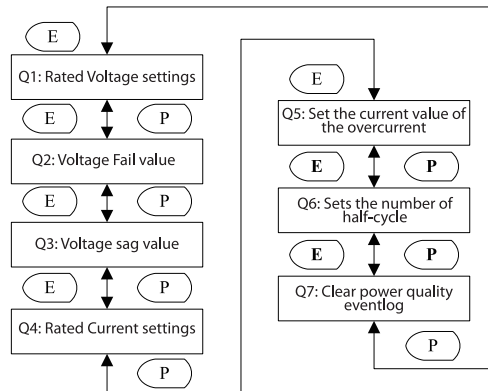 E
Q1: Rated Voltage settings
E P
Q2: Voltage Fail value
E P
Q3: Voltage sag value
E P
Q4: Rated Current settings
P
E
Q5: Set the current value of
the overcurrent
E P
Q6: Sets the number of
half-cycle
E P
Q7: Clear power quality
eventlog
P